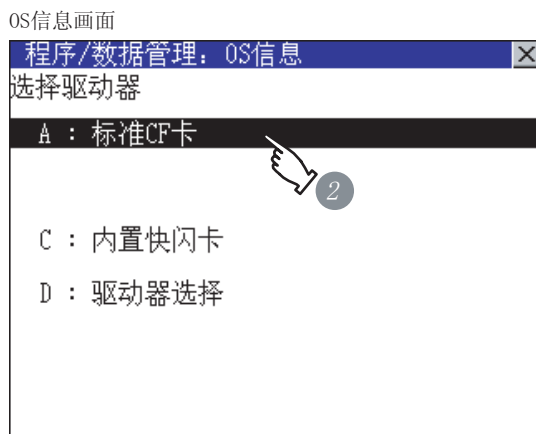 OS信息画面
程序/数据管理：OS信息
选择驱动器
A : 标准CF卡
2
C : 内置快闪卡
D : 驱动器选择